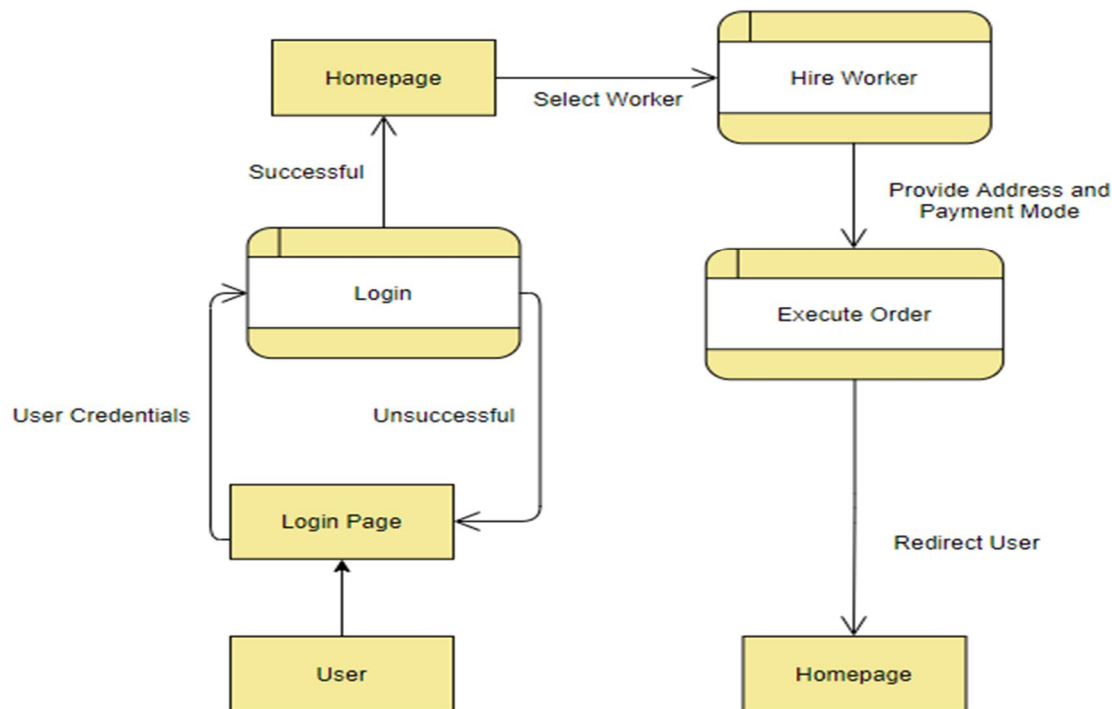 Homepage
Select Worker
Hire Worker
Successful
Provide Address and
Payment Mode
Login
Execute Order
User Credentials
Unsuccessful
Login Page
Redirect User
User
Homepage